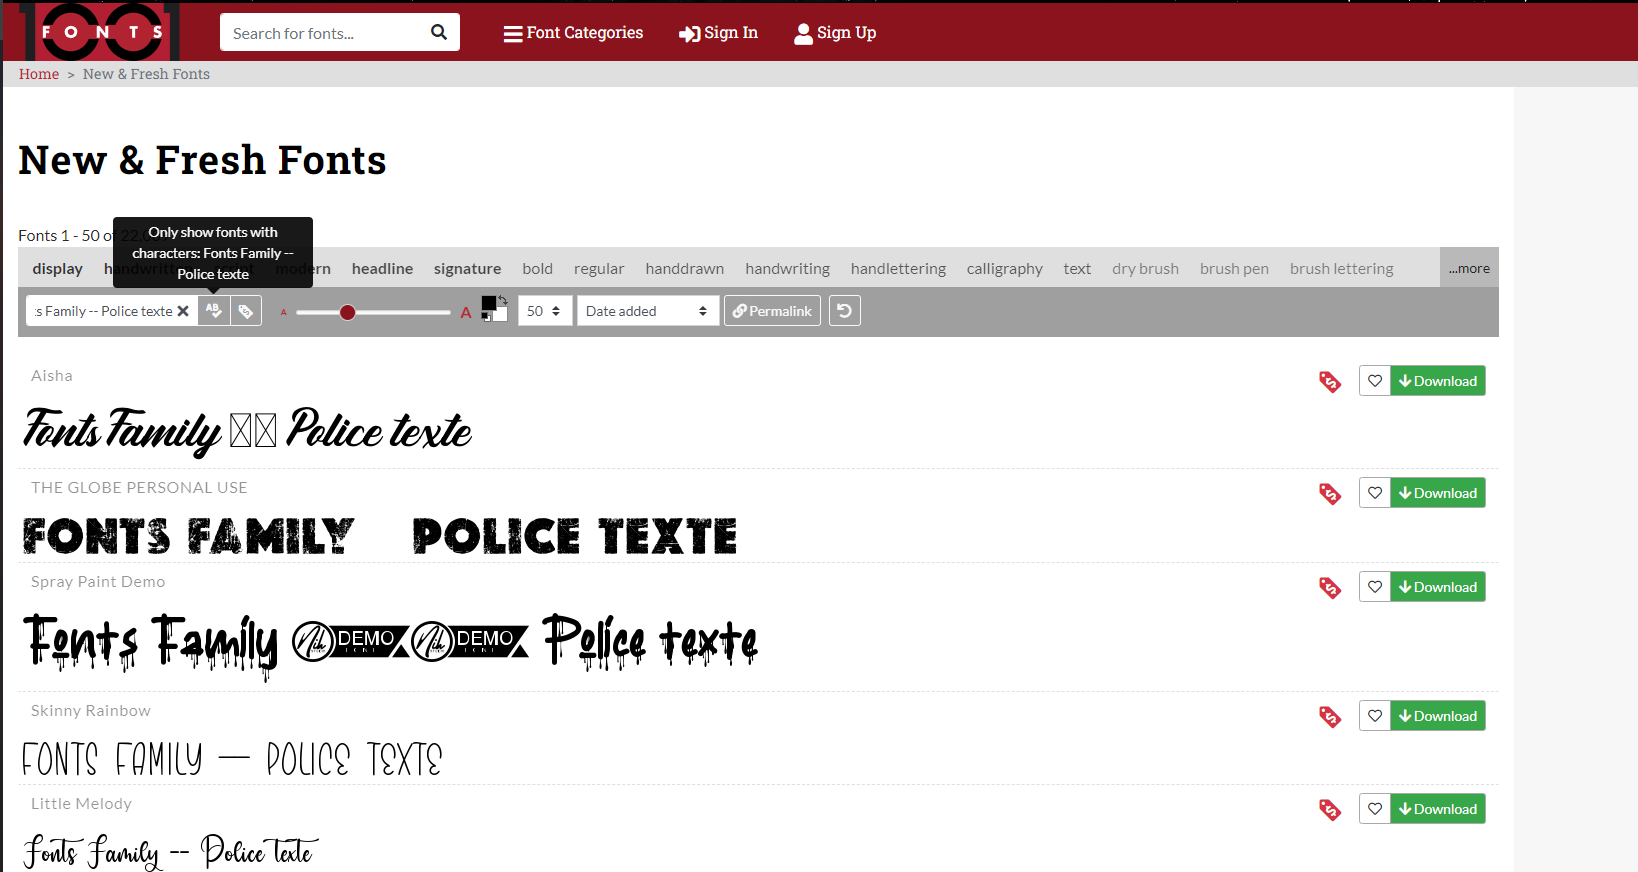 1001 FONTS
Search for fonts...
Font Categories
Sign In
Sign Up
Home > New & Fresh Fonts
New & Fresh Fonts
Fonts 1 - 50 of
Only show fonts with
characters: Fonts Family --
Police texte
display modern headline signature bold regular handdrawn handwriting handlettering calligraphy text dry brush brush pen brush lettering ...more
s Family -- Police texte
A A 50 Date added Permalink
Aisha
Download
Fonts Family Police texte
THE GLOBE PERSONAL USE
Download
FONTS FAMILY POLICE TEXTE
Spray Paint Demo
Download
Fonts Family DEMO FONT DEMO FONT Police texte
Skinny Rainbow
Download
FONTS FAMILY -- POLICE TEXTE
Little Melody
Download
Fonts Family -- Police texte